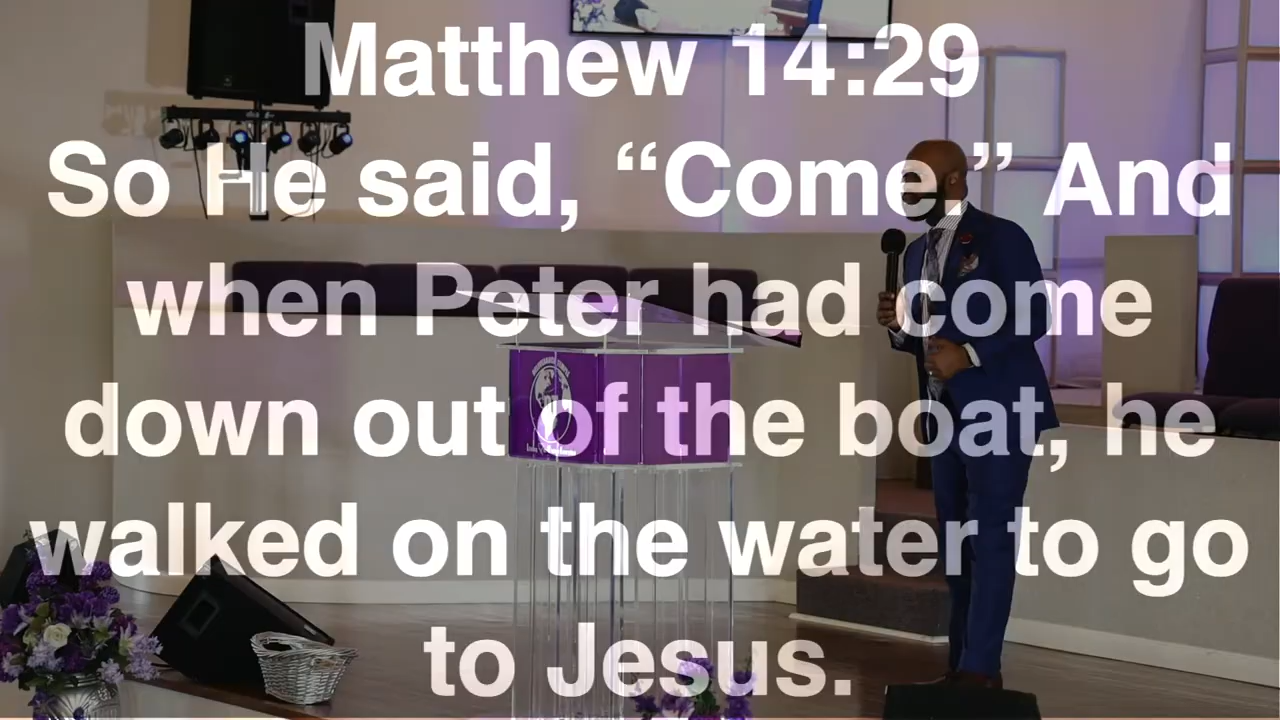 Matthew 14:29
So He said, “Come.” And
when Peter had come
down out of the boat, he
walked on the water to go
to Jesus.